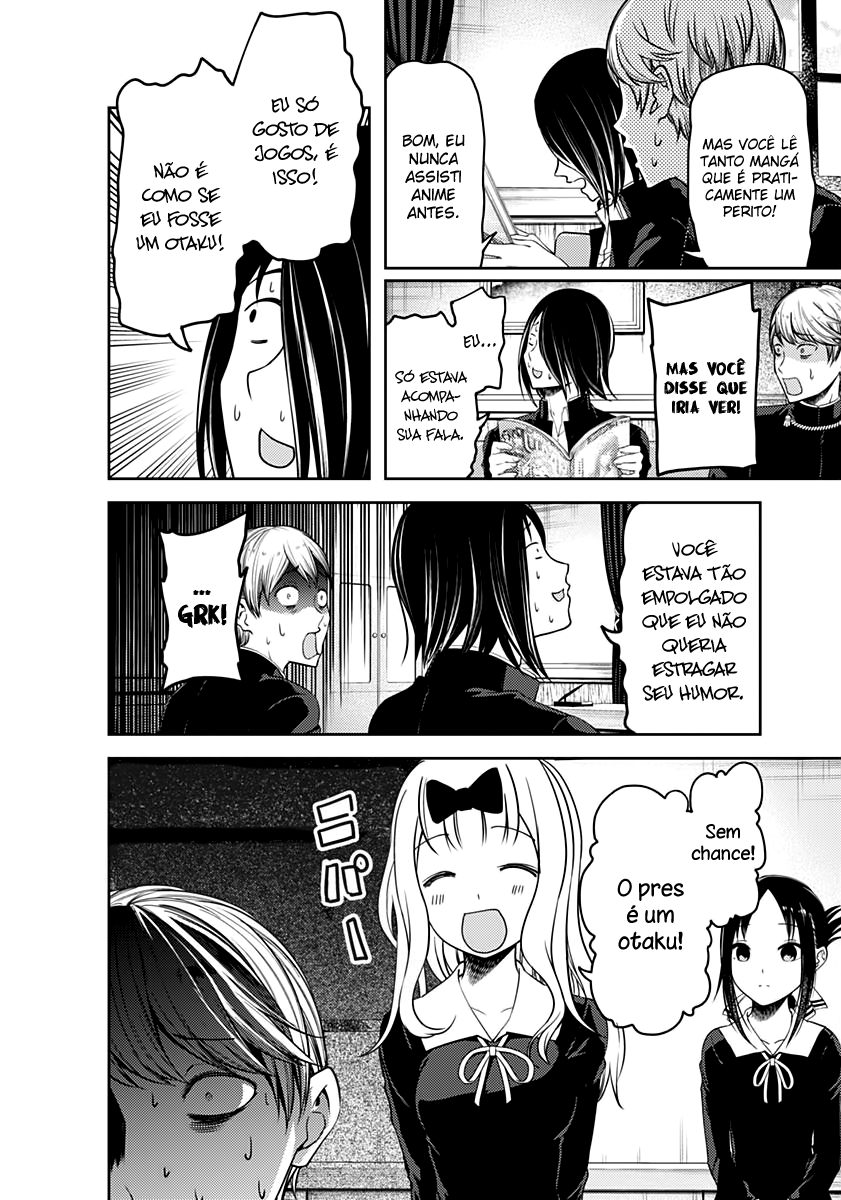 MAS VOCÊ LÊ
TANTO MANGÁ
QUE É PRATI-
CAMENTE UM
PERITO!
BOM, EU
NUNCA
ASSISTI
ANIME
ANTES.
MAS VOCÊ
DISSE QUE
IRIA VER!
EU...
SÓ ESTAVA
ACOMPA-
NHANDO
SUA FALA.
EU SÓ
GOSTO DE
JOGOS, É
ISSO!
NÃO É
COMO SE
EU FOSSE
UM OTAKU!
VOCÊ
ESTAVA TÃO
EMPOLGADO
QUE EU NÃO
QUERIA
ESTRAGAR
SEU HUMOR.
...
GRK!
Sem
chance!
O pres
é um
otaku!
ニパー